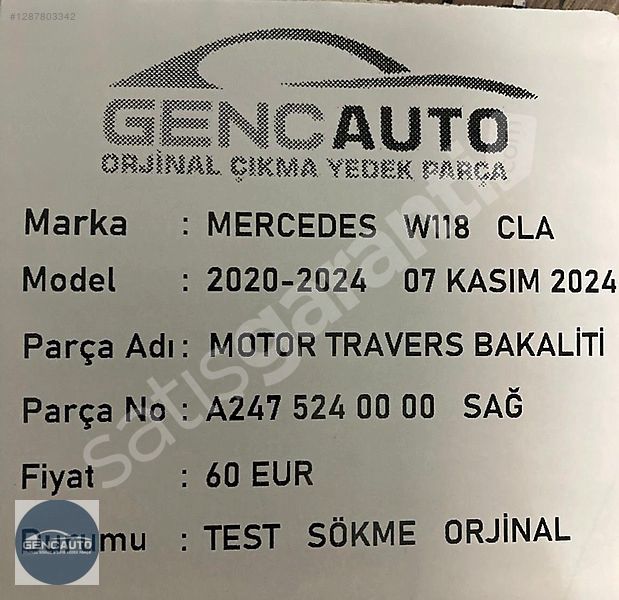 #1287803342
GENCAUTO
ORJİNAL ÇIKMA YEDEK PARÇA
Marka : MERCEDES W118 CLA
Model : 2020-2024 07 KASIM 2024
Parça Adı : MOTOR TRAVERS BAKALİTİ
Parça No : A247 524 00 00 SAĞ
Fiyat : 60 EUR
Durumu : TEST SÖKME ORJİNAL
satışgaranti
GENCAUTO